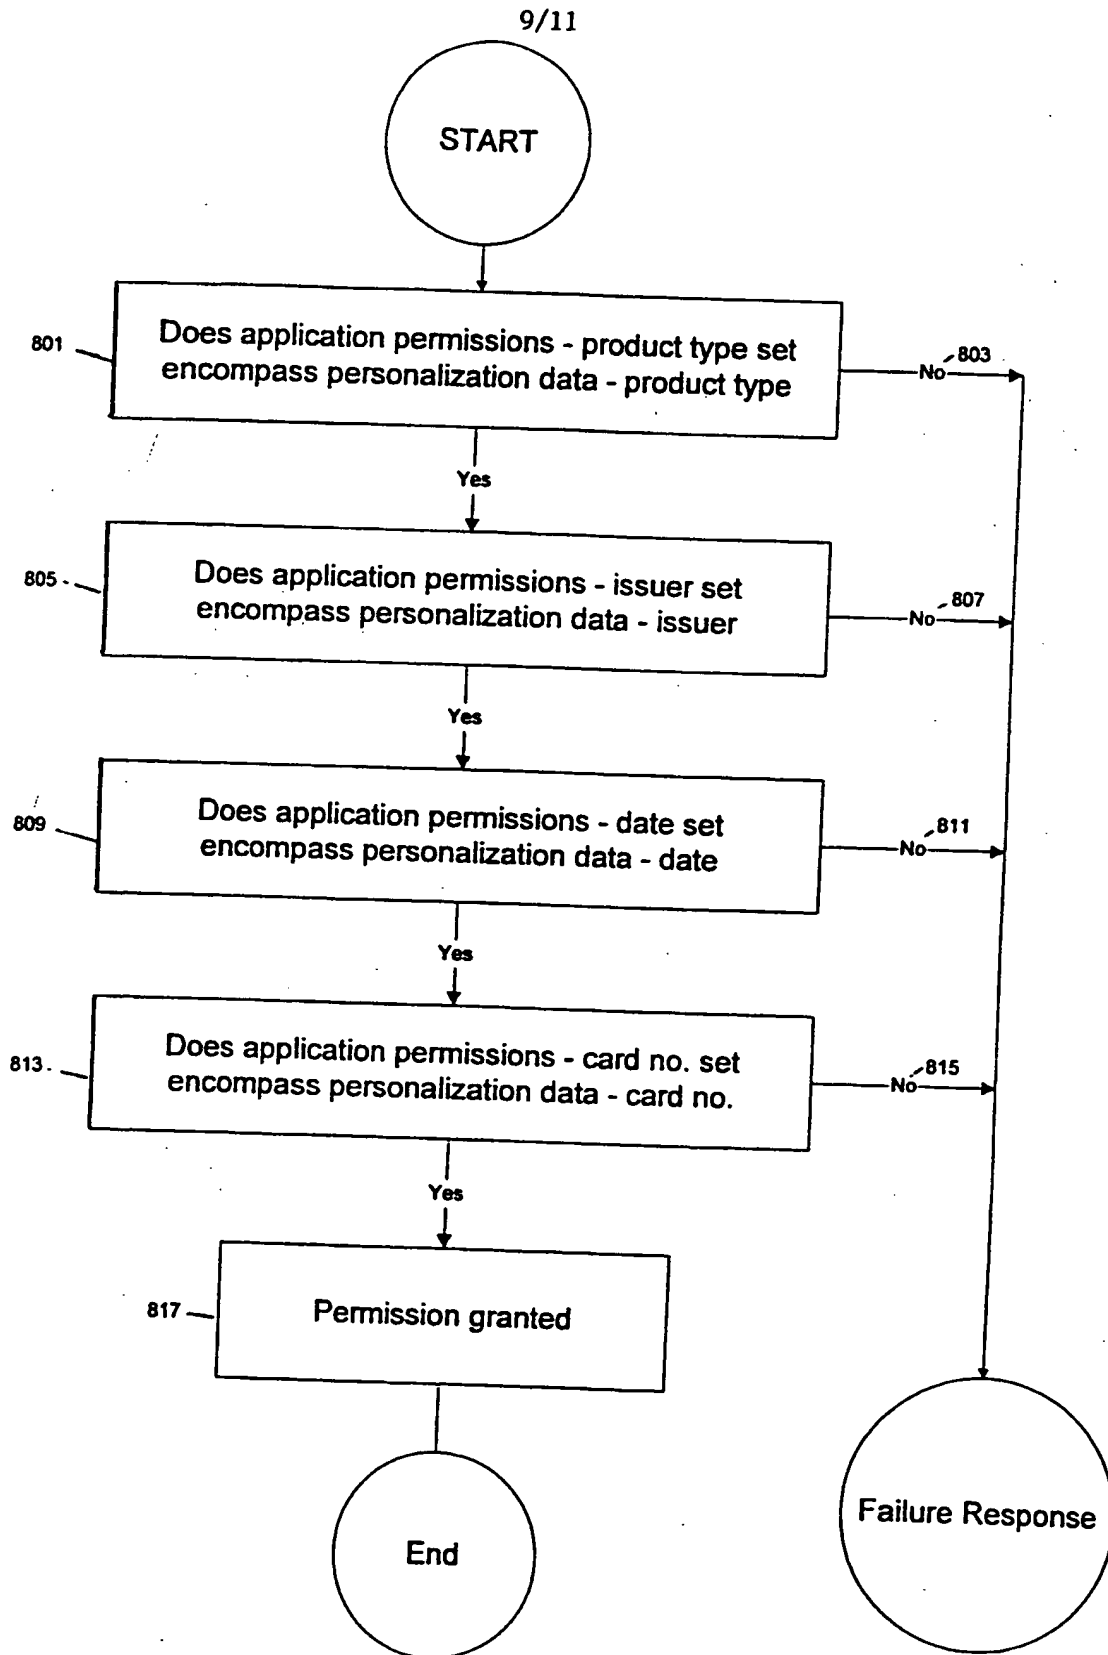 9/11
START
801
Does application permissions - product type set
encompass personalization data - product type
No
803
Yes
805
Does application permissions - issuer set
encompass personalization data - issuer
No
807
Yes
809
Does application permissions - date set
encompass personalization data - date
No
811
Yes
813
Does application permissions - card no. set
encompass personalization data - card no.
No
815
Yes
817
Permission granted
End
Failure Response